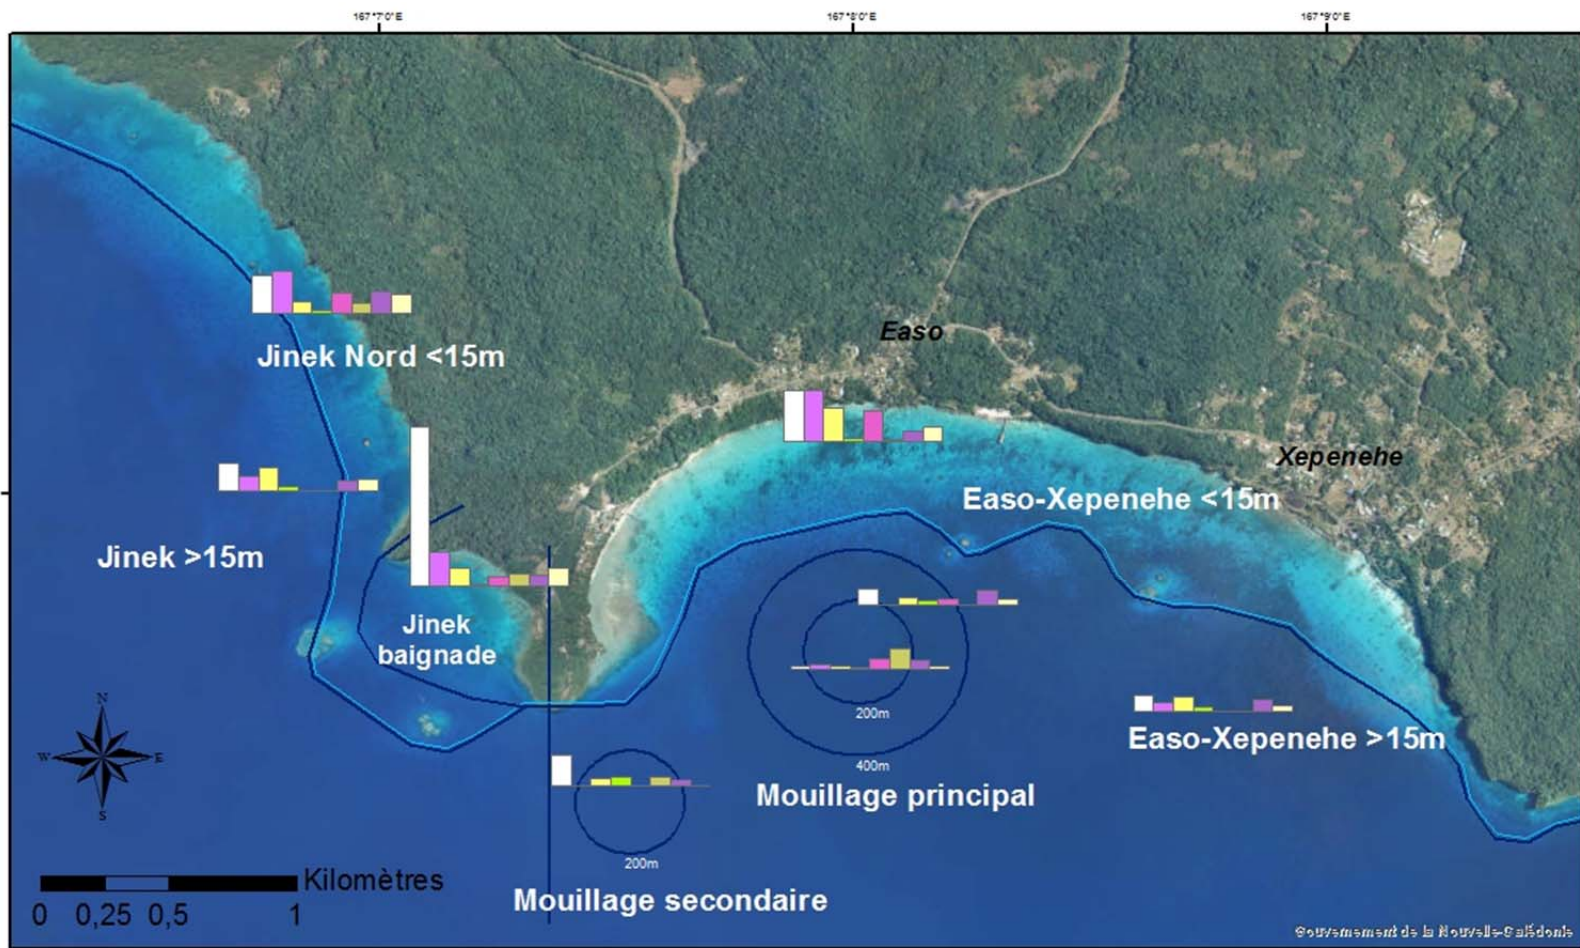 167°7'0"E
167°8'0"E
167°9'0"E
Easo
Jinek Nord <15m
Xepenehe
Easo-Xepenehe <15m
Jinek >15m
Jinek
baignade
N
W
E
S
200m
Easo-Xepenehe >15m
400m
Mouillage principal
200m
Kilomètres
Mouillage secondaire
0 0,25 0,5 1
Gouvernement de la Nouvelle-Calédonie